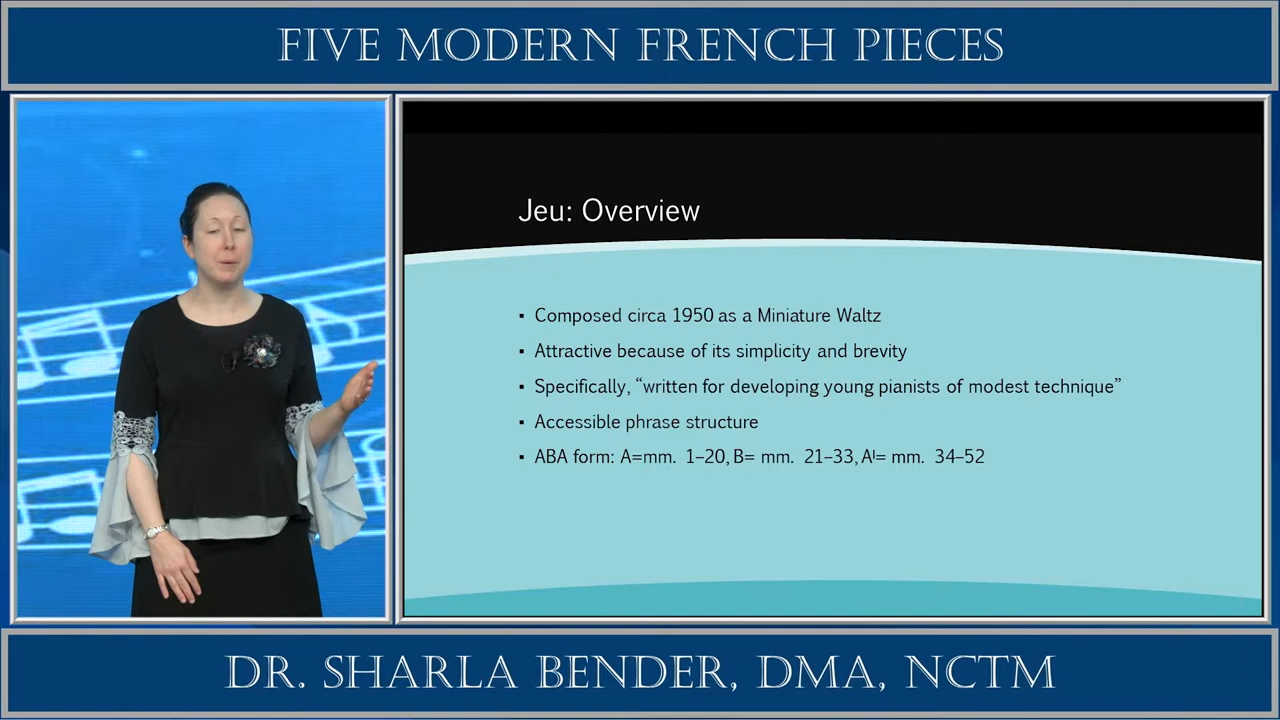 FIVE MODERN FRENCH PIECES
Jeu: Overview
▪ Composed circa 1950 as a Miniature Waltz
▪ Attractive because of its simplicity and brevity
▪ Specifically, “written for developing young pianists of modest technique”
▪ Accessible phrase structure
▪ ABA form: A=mm. 1–20, B= mm. 21–33, A'= mm. 34–52
DR. SHARLA BENDER, DMA, NCTM